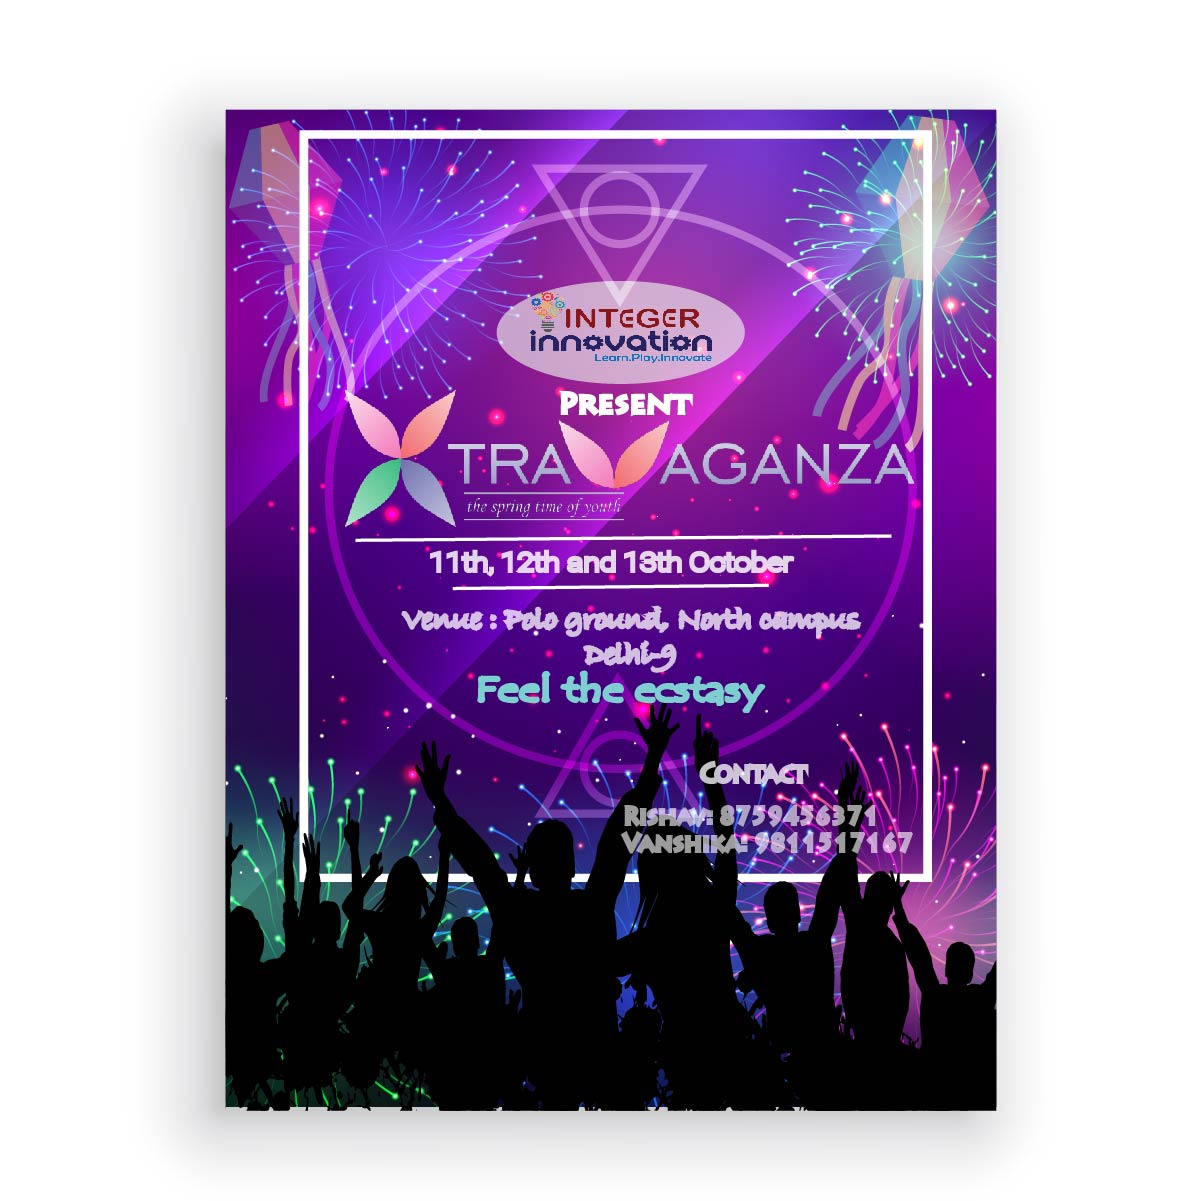 INTEGER
innovation
Learn.Play.Innovate
PRESENT
XTRAVAGANZA
the spring time of youth
11th, 12th and 13th October
Venue : Polo ground, North campus
Delhi-9
Feel the ecstasy
CONTACT
RISHAV: 8759456371
VANSHIKA: 9811517167